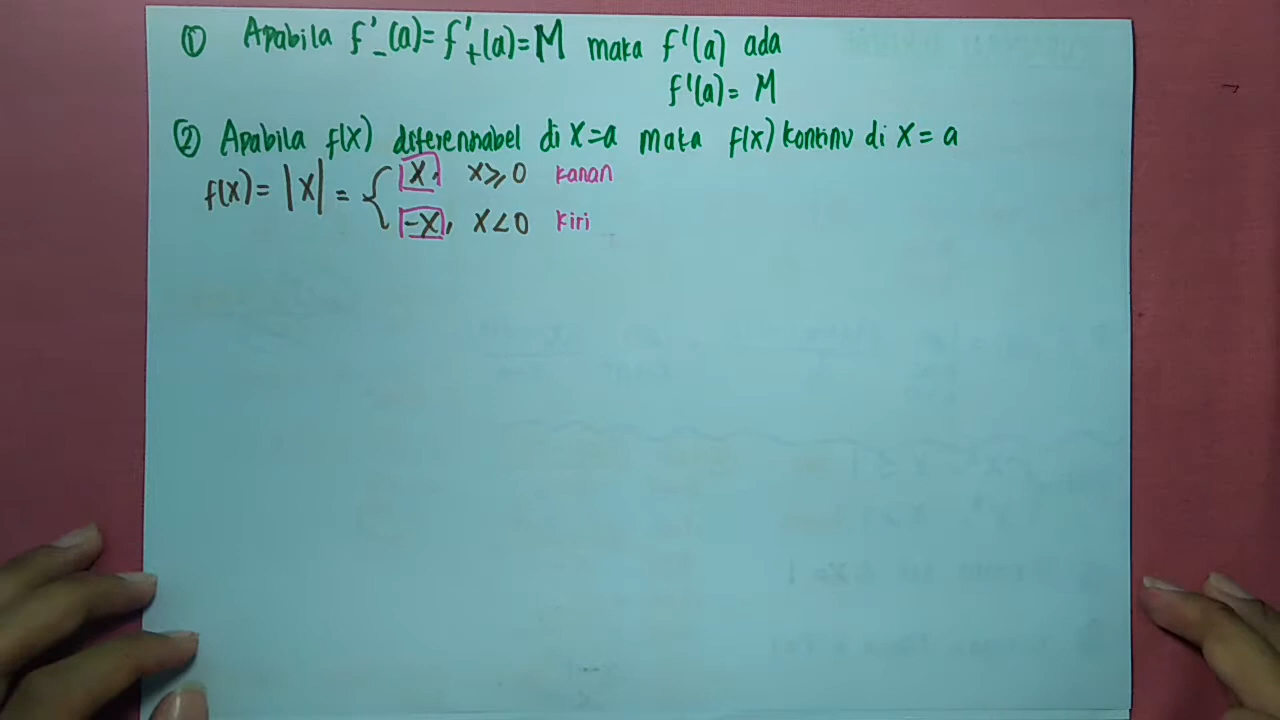 ① Apabila f'₋(a) = f'₊(a) = M maka f'(a) ada
f'(a) = M
② Apabila f(x) diferensiabel di x=a maka f(x) kontinu di x = a
f(x) = |x| = { x, x ≥ 0 kanan
-x, x < 0 kiri